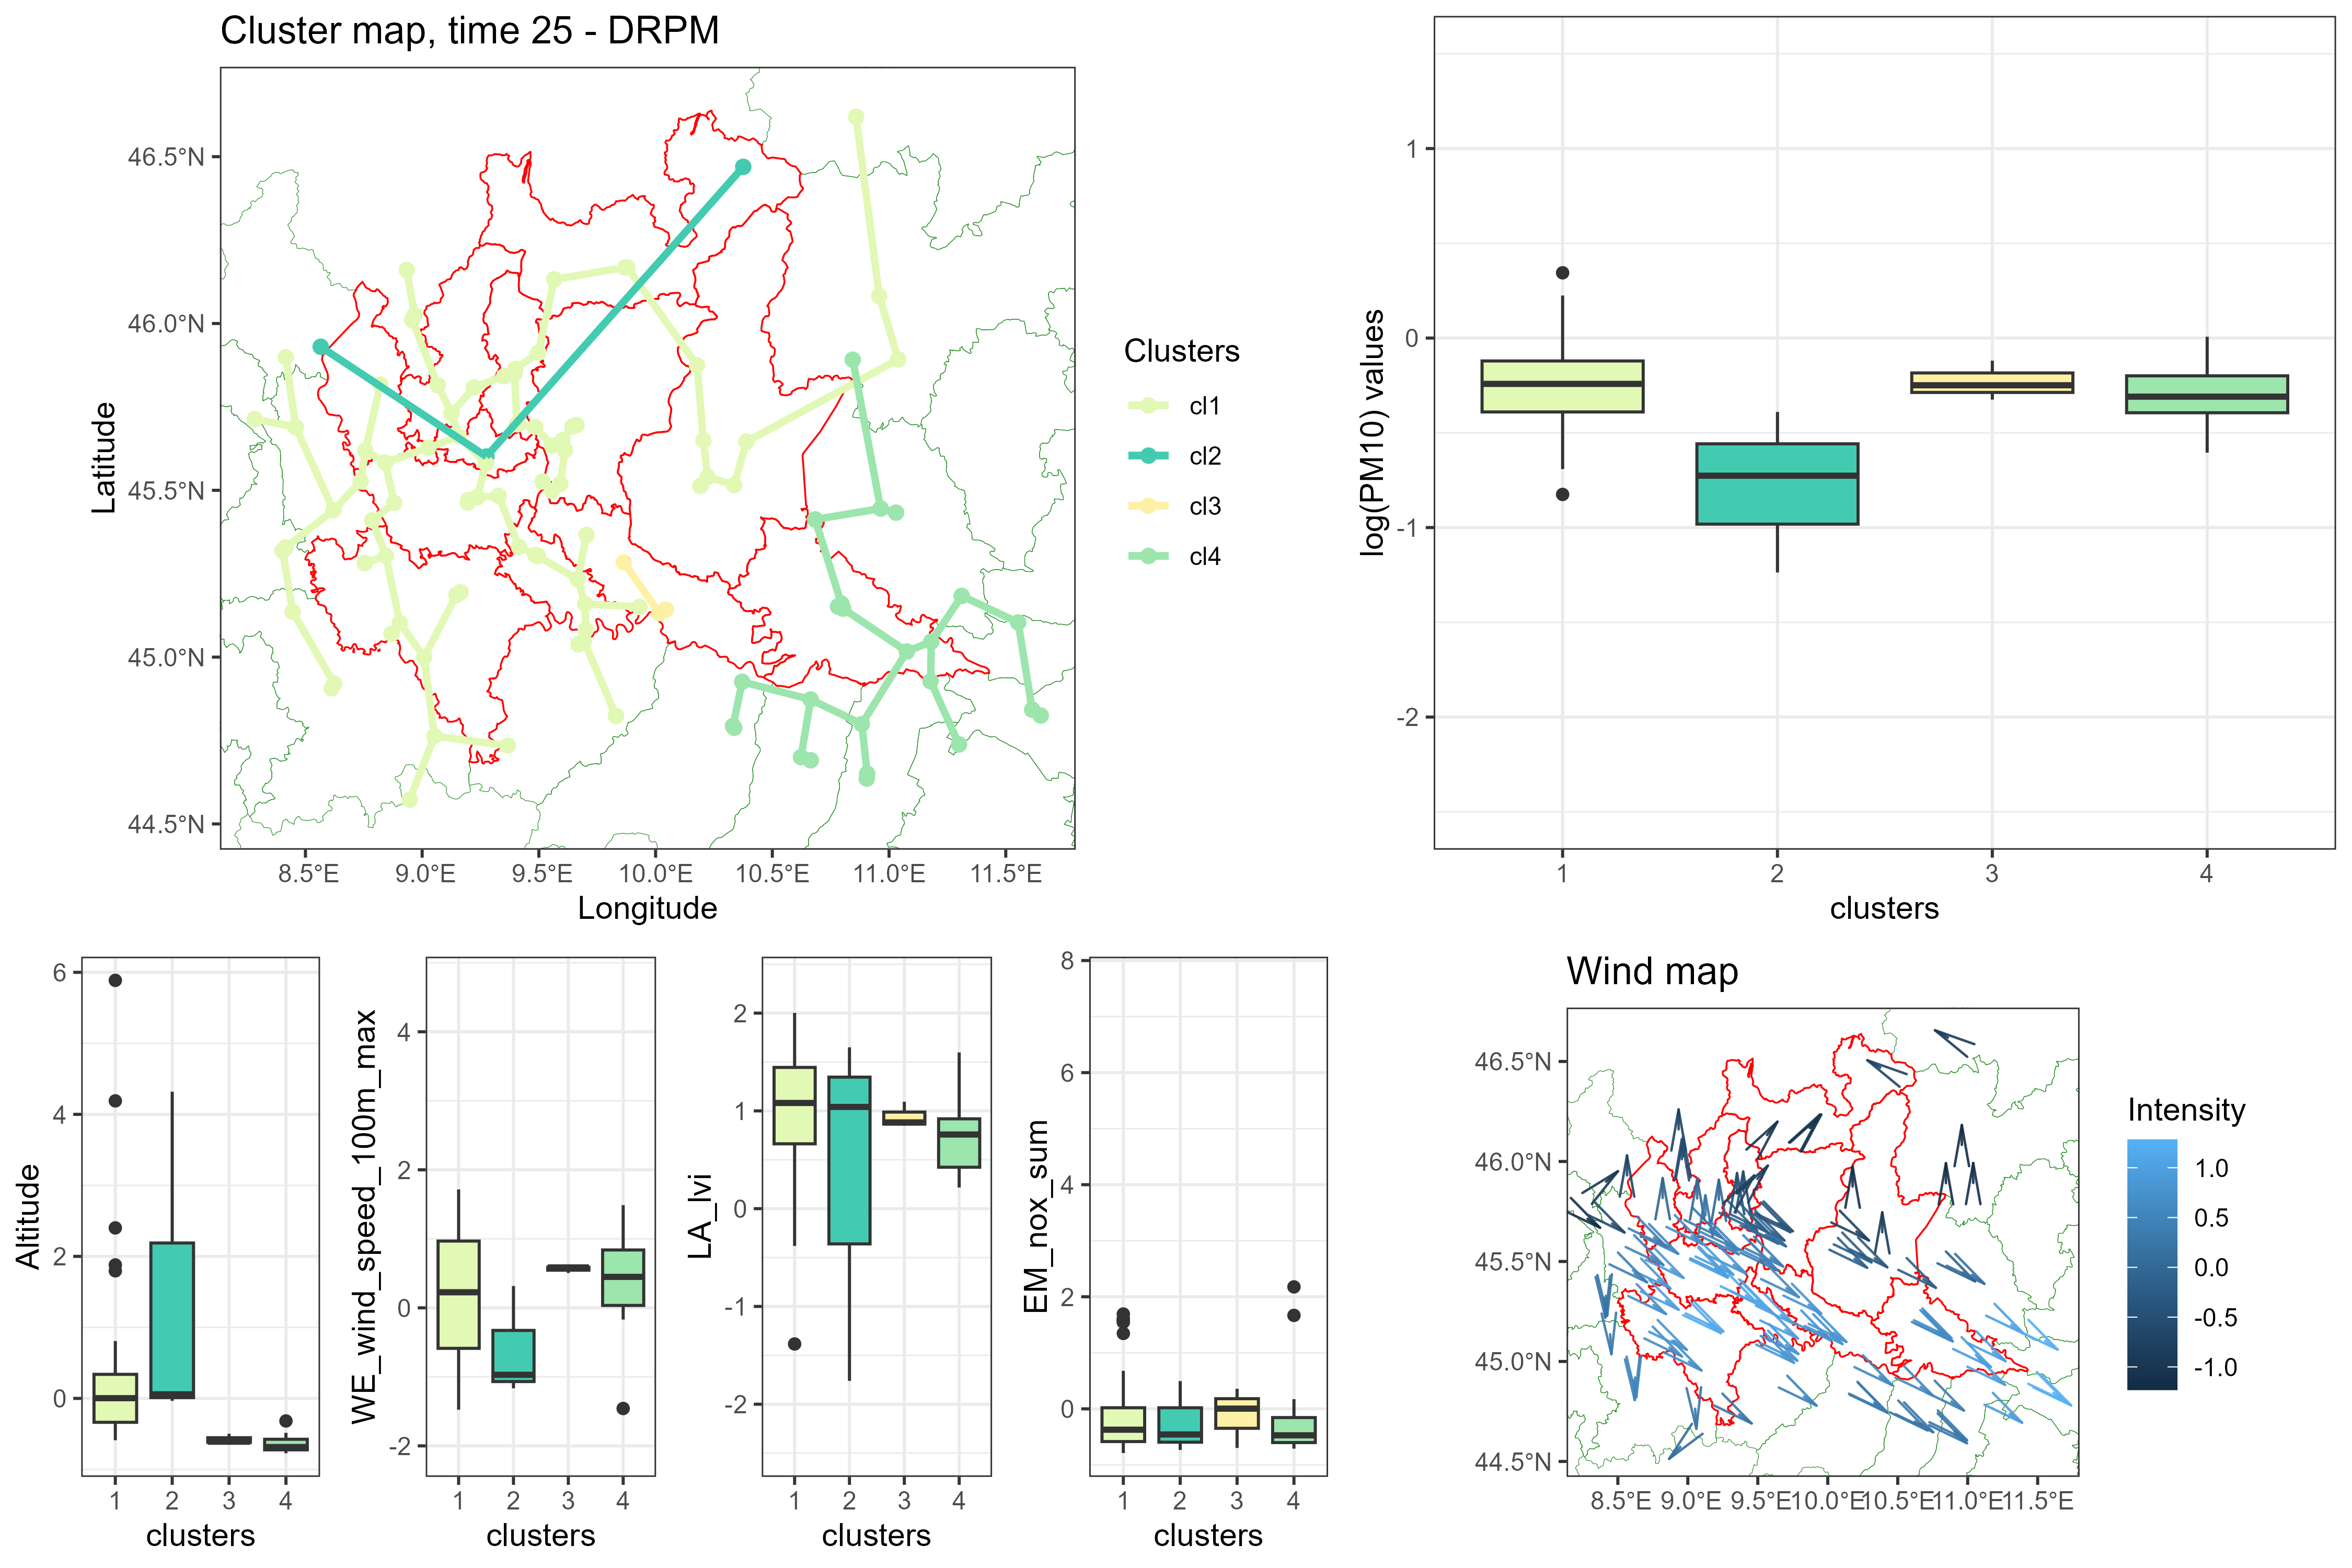 Cluster map, time 25 - DRPM
46.5°N
46.0°N
45.5°N
45.0°N
44.5°N
Latitude
8.5°E 9.0°E 9.5°E 10.0°E 10.5°E 11.0°E 11.5°E
Longitude
Clusters
cl1
cl2
cl3
cl4
log(PM10) values
1
0
-1
-2
1 2 3 4
clusters
Altitude
6
4
2
0
1 2 3 4
clusters
WE_wind_speed_100m_max
4
2
0
-2
1 2 3 4
clusters
LA_lvi
2
1
0
-1
-2
1 2 3 4
clusters
EM_nox_sum
8
6
4
2
0
1 2 3 4
clusters
Wind map
46.5°N
46.0°N
45.5°N
45.0°N
44.5°N
8.5°E 9.0°E 9.5°E 10.0°E 10.5°E 11.0°E 11.5°E
Intensity
1.0
0.5
0.0
-0.5
-1.0